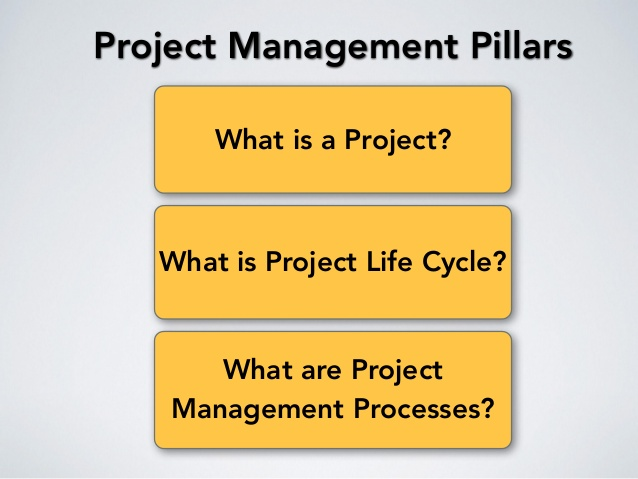 Project Management Pillars
What is a Project?
What is Project Life Cycle?
What are Project
Management Processes?